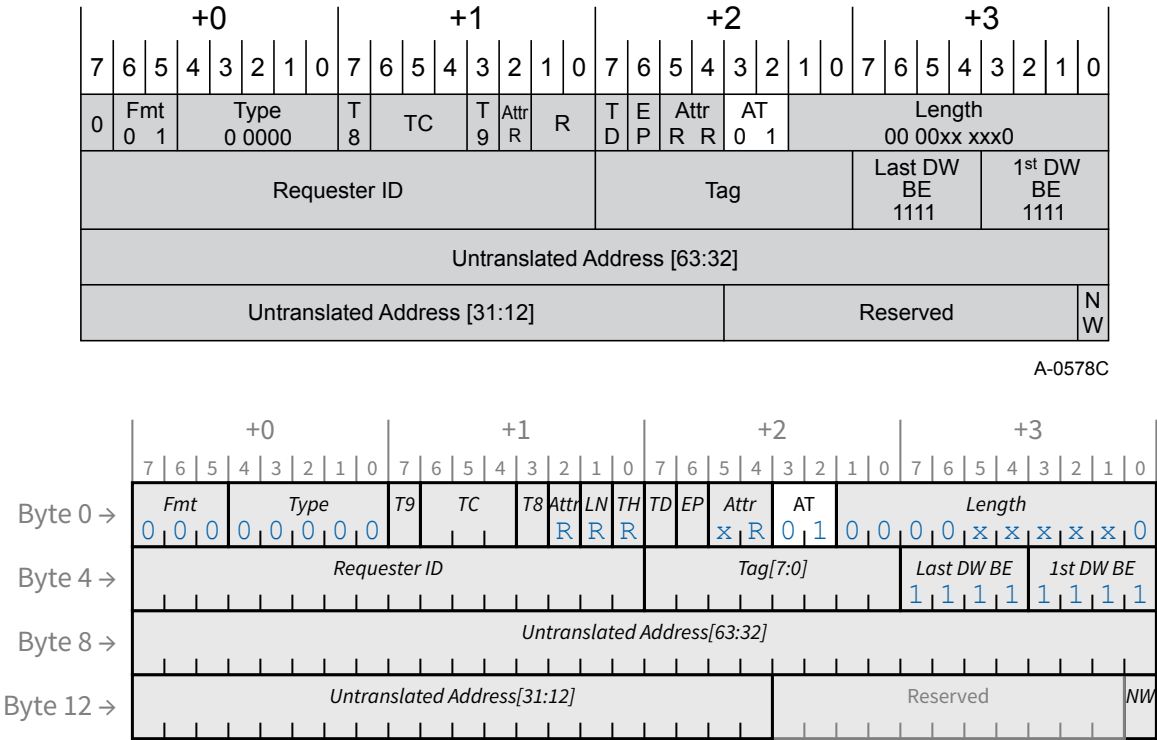 +0 +1 +2 +3
7 6 5 4 3 2 1 0 7 6 5 4 3 2 1 0 7 6 5 4 3 2 1 0 7 6 5 4 3 2 1 0
0 Fmt Type T TC T Attr R T E Attr AT Length
0 1 0 0000 8 9 R D P R R 0 1 00 00xx xxx0
Requester ID Tag Last DW 1st DW
BE BE
1111 1111
Untranslated Address [63:32]
Untranslated Address [31:12] Reserved N
W
A-0578C
+0 +1 +2 +3
7 6 5 4 3 2 1 0 7 6 5 4 3 2 1 0 7 6 5 4 3 2 1 0 7 6 5 4 3 2 1 0
Byte 0 → Fmt Type T9 TC T8 Attr LN TH TD EP Attr AT Length
0 0 0 0 0 0 0 0 R R R x R 0 1 0 0 0 0 x x x x x 0
Byte 4 → Requester ID Tag[7:0] Last DW BE 1st DW BE
1 1 1 1 1 1 1 1
Byte 8 → Untranslated Address[63:32]
Byte 12 → Untranslated Address[31:12] Reserved NW